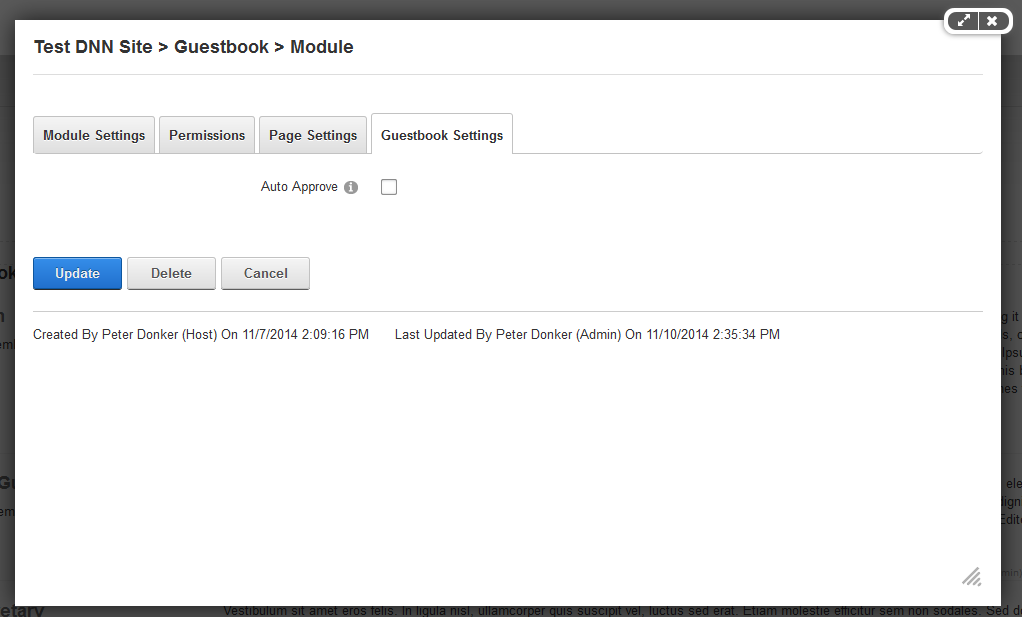 Test DNN Site > Guestbook > Module
Module Settings Permissions Page Settings Guestbook Settings
Auto Approve
Update Delete Cancel
Created By Peter Donker (Host) On 11/7/2014 2:09:16 PM Last Updated By Peter Donker (Admin) On 11/10/2014 2:35:34 PM
etary
Vestibulum sit amet eros felis. In ligula nisl, ullamcorper quis suscipit vel, luctus sed erat. Etiam molestie efficitur sem non sodales. Sed d